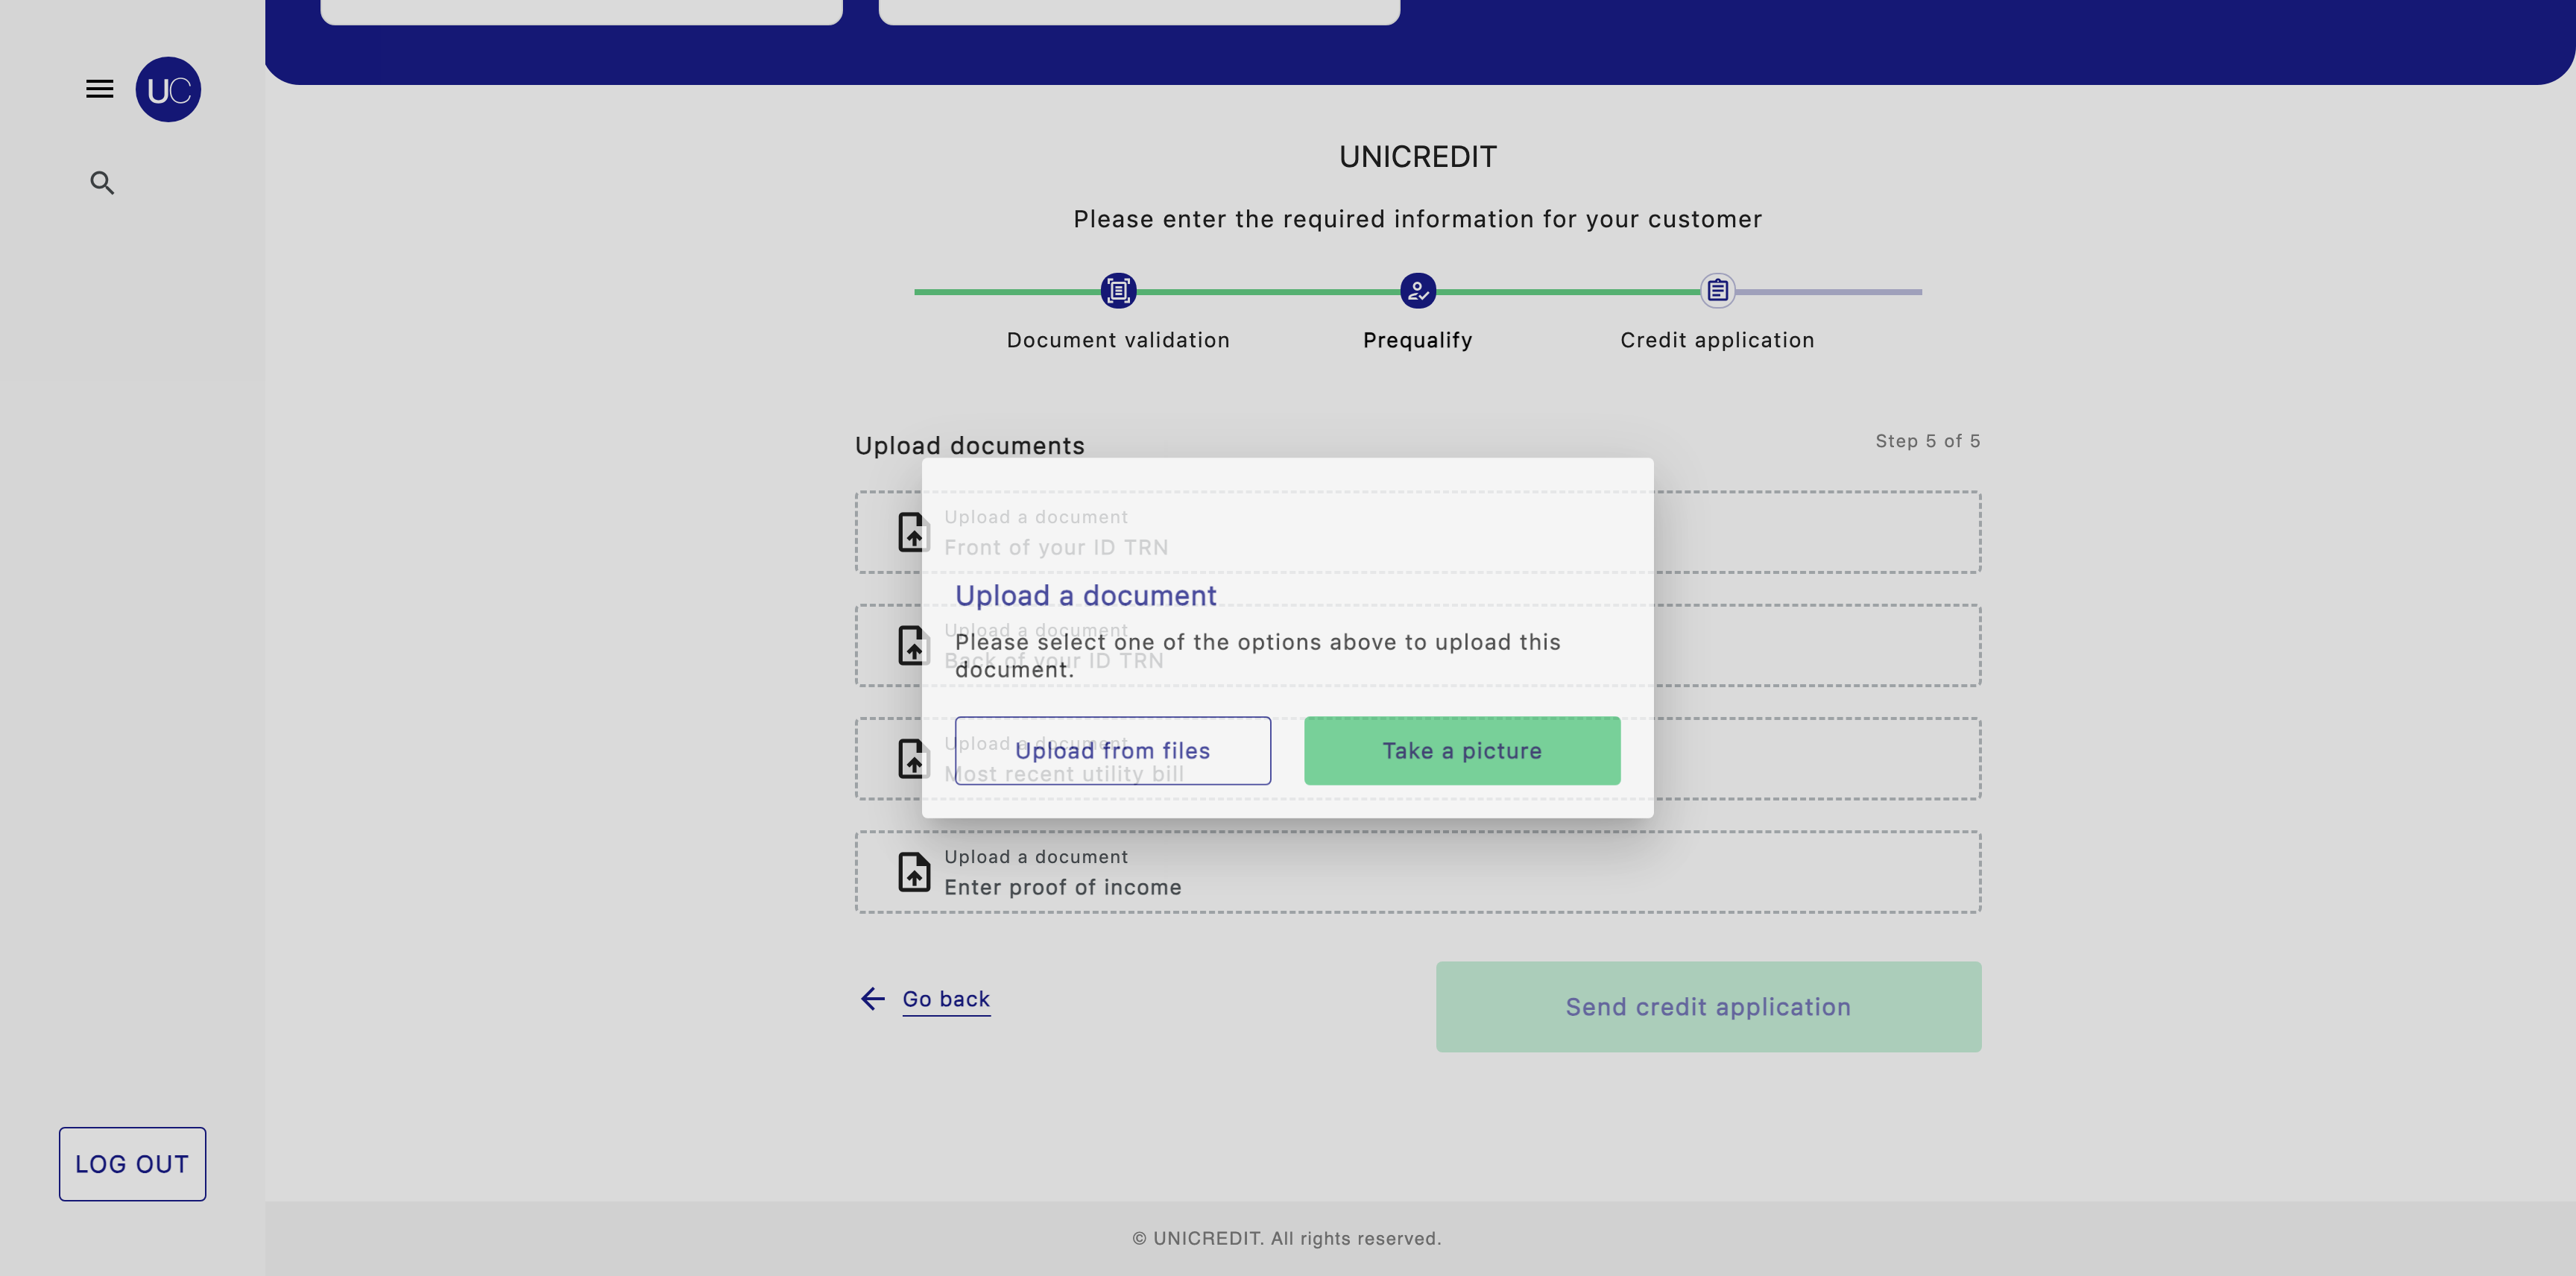 UC
UNICREDIT
Please enter the required information for your customer
Document validation
Prequalify
Credit application
Upload documents
Step 5 of 5
Upload a document
Front of your ID TRN
Upload a document
Back of your ID TRN
Upload a document
Most recent utility bill
Upload a document
Please select one of the options above to upload this
document.
Upload from files
Take a picture
Upload a document
Enter proof of income
Go back
Send credit application
LOG OUT
© UNICREDIT. All rights reserved.